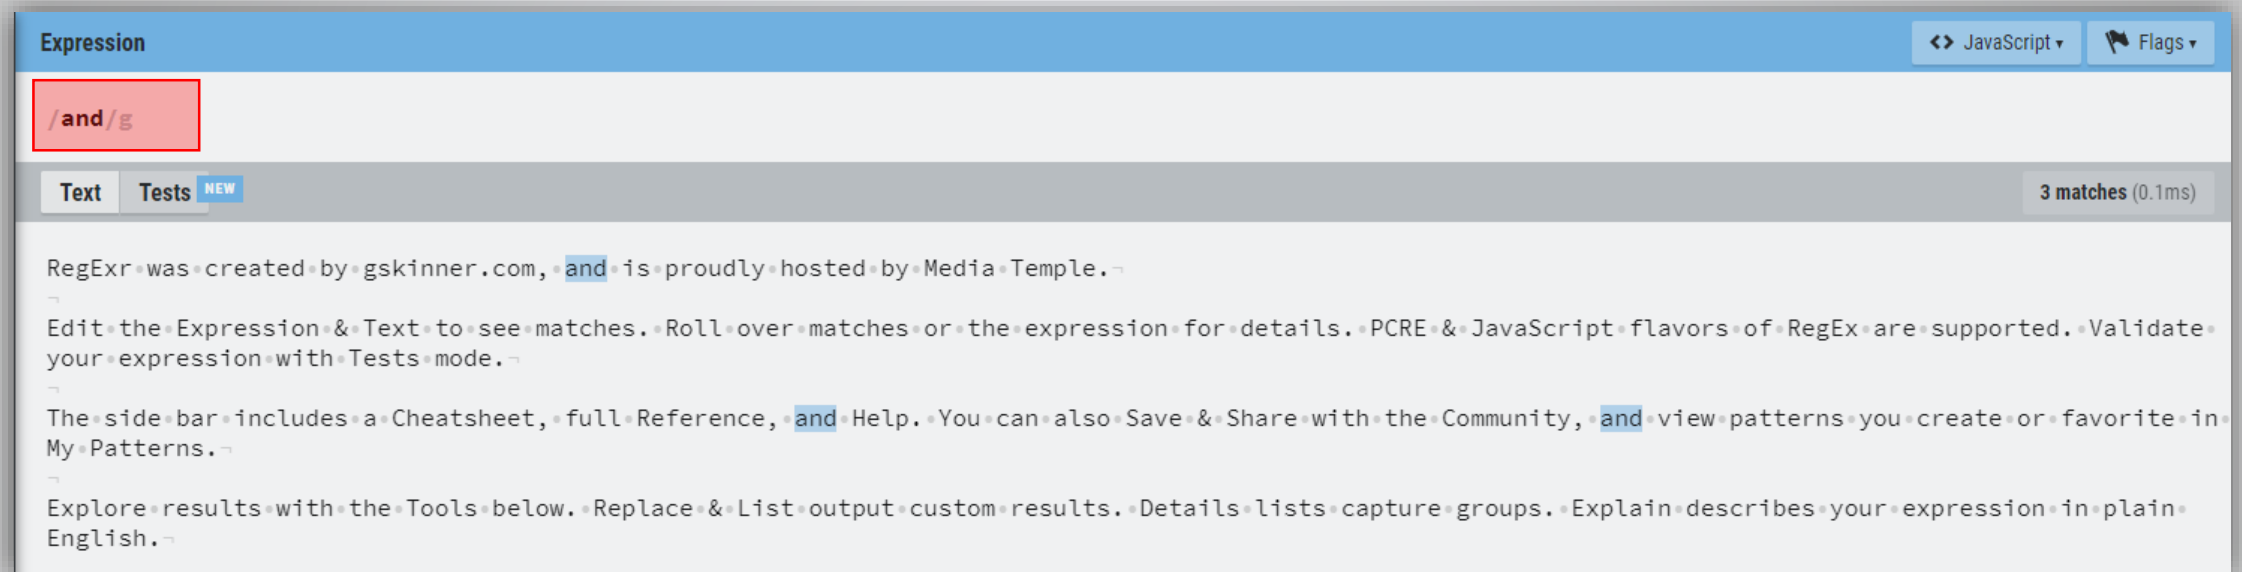 Expression
<> JavaScript ▾
Flags ▾
/and/g
Text
Tests
NEW
3 matches (0.1ms)
RegExr was created by gskinner.com, and is proudly hosted by Media Temple.
Edit the Expression & Text to see matches. Roll over matches or the expression for details. PCRE & JavaScript flavors of RegEx are supported. Validate
your expression with Tests mode.
The side bar includes a Cheatsheet, full Reference, and Help. You can also Save & Share with the Community, and view patterns you create or favorite in
My Patterns.
Explore results with the Tools below. Replace & List output custom results. Details lists capture groups. Explain describes your expression in plain
English.